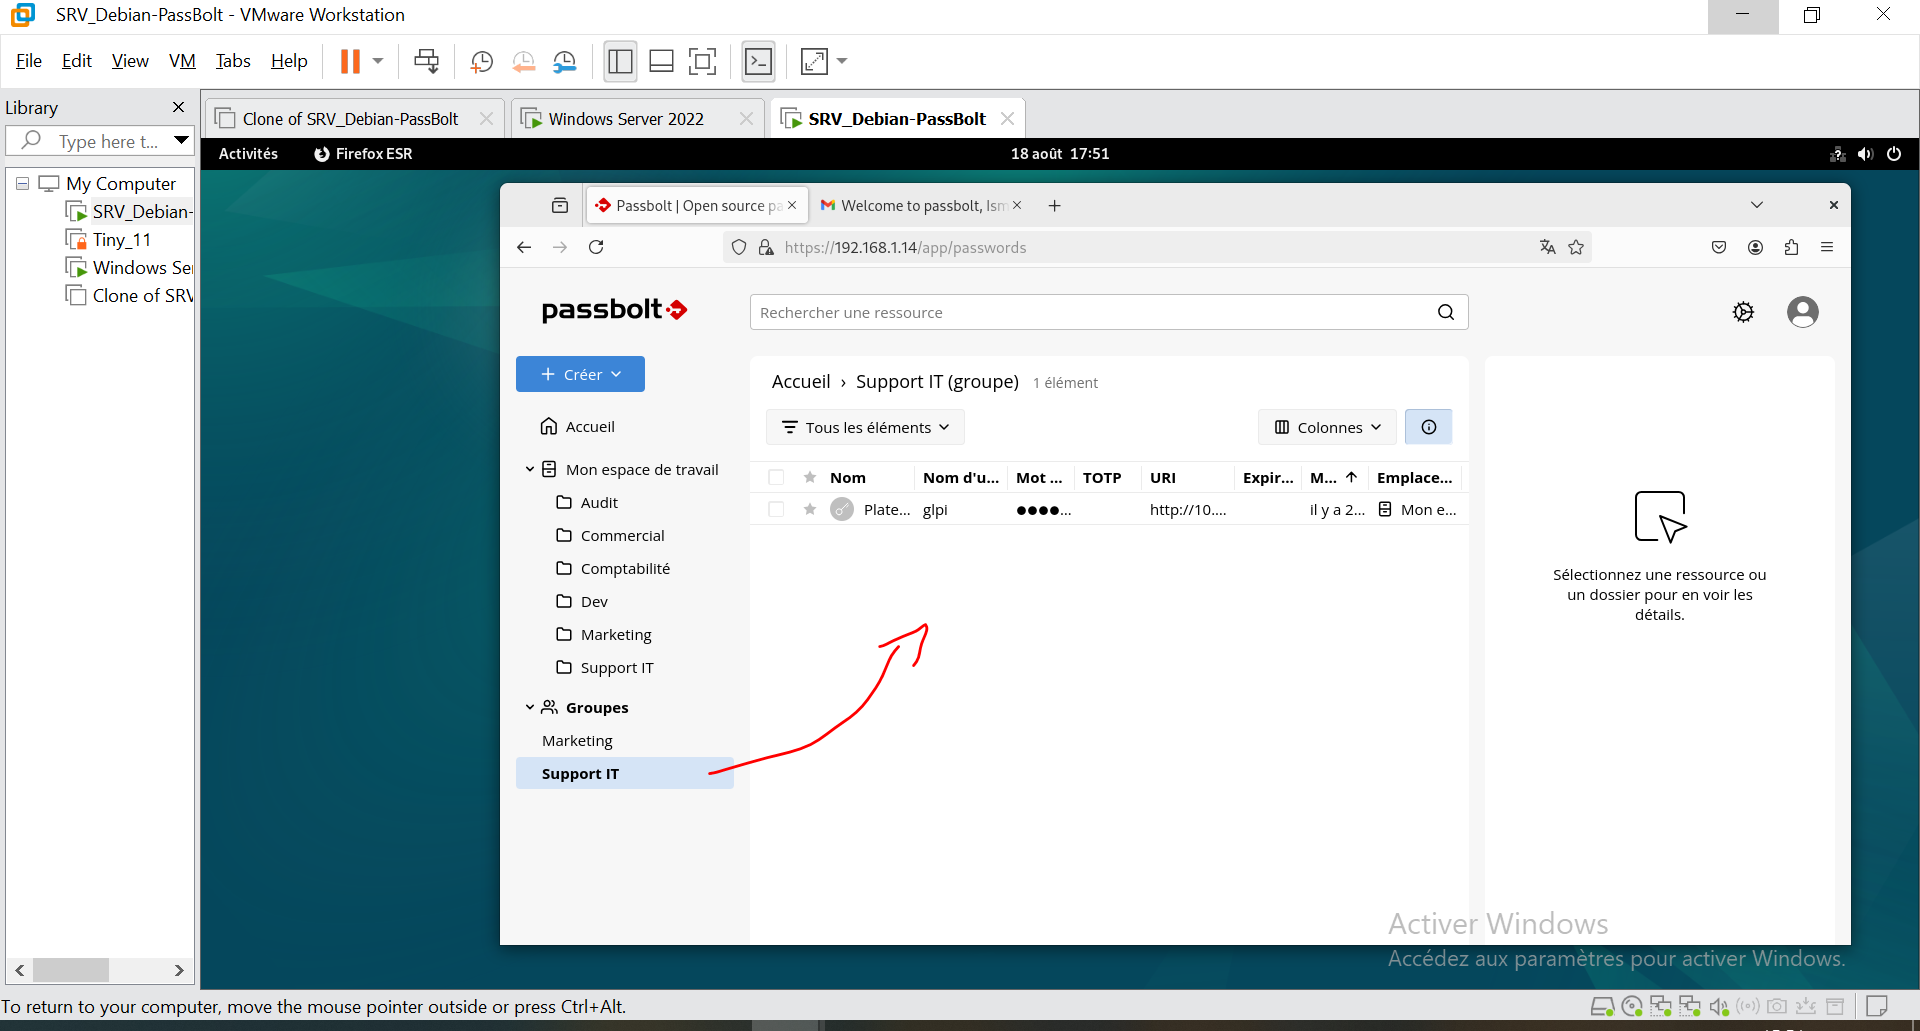 SRV_Debian-PassBolt - VMware Workstation
File Edit View VM Tabs Help
Library
Clone of SRV_Debian-PassBolt
Windows Server 2022
SRV_Debian-PassBolt
Type here t...
My Computer
SRV_Debian-
Tiny_11
Windows Ser
Clone of SRV
Activités
Firefox ESR
18 août 17:51
Passbolt | Open source pa
Welcome to passbolt, Ism
https://192.168.1.14/app/passwords
passbolt
Rechercher une ressource
Créer
Accueil
Mon espace de travail
Audit
Commercial
Comptabilité
Dev
Marketing
Support IT
Groupes
Marketing
Support IT
Accueil › Support IT (groupe) 1 élément
Tous les éléments
Colonnes
Nom Nom d'u... Mot ... TOTP URI Expir... M... Emplace...
Plate... glpi ●●●●... http://10.... il y a 2... Mon e...
Sélectionnez une ressource ou
un dossier pour en voir les
détails.
Activer Windows
Accédez aux paramètres pour activer Windows.
To return to your computer, move the mouse pointer outside or press Ctrl+Alt.